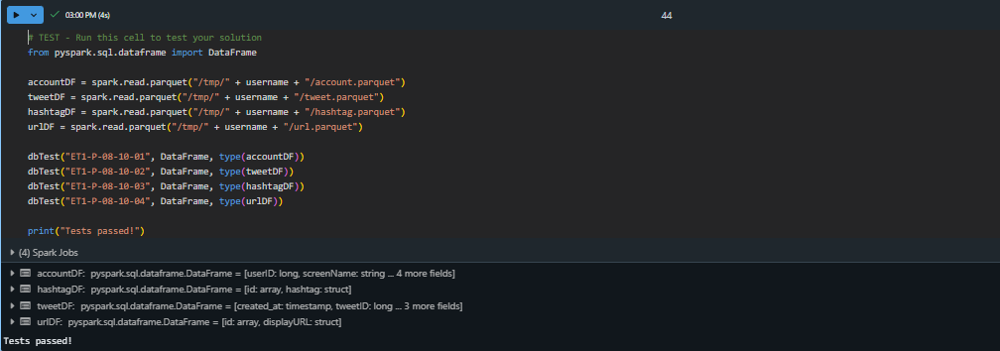 03:00 PM (4s)
44
# TEST - Run this cell to test your solution
from pyspark.sql.dataframe import DataFrame
accountDF = spark.read.parquet("/tmp/" + username + "/account.parquet")
tweetDF = spark.read.parquet("/tmp/" + username + "/tweet.parquet")
hashtagDF = spark.read.parquet("/tmp/" + username + "/hashtag.parquet")
urlDF = spark.read.parquet("/tmp/" + username + "/url.parquet")
dbTest("ET1-P-08-10-01", DataFrame, type(accountDF))
dbTest("ET1-P-08-10-02", DataFrame, type(tweetDF))
dbTest("ET1-P-08-10-03", DataFrame, type(hashtagDF))
dbTest("ET1-P-08-10-04", DataFrame, type(urlDF))
print("Tests passed!")
(4) Spark Jobs
accountDF: pyspark.sql.dataframe.DataFrame = [userID: long, screenName: string ... 4 more fields]
hashtagDF: pyspark.sql.dataframe.DataFrame = [id: array, hashtag: struct]
tweetDF: pyspark.sql.dataframe.DataFrame = [created_at: timestamp, tweetID: long ... 3 more fields]
urlDF: pyspark.sql.dataframe.DataFrame = [id: array, displayURL: struct]
Tests passed!